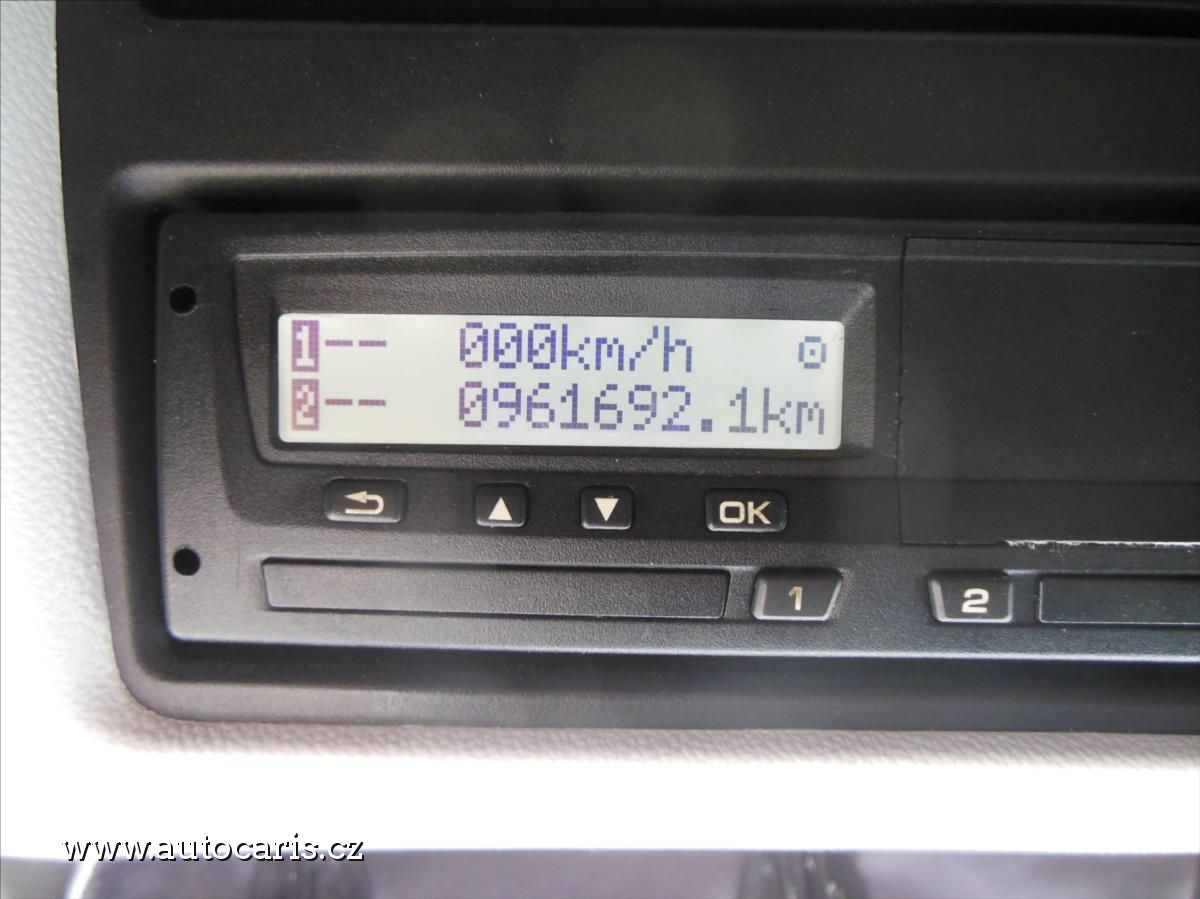 1-- 000km/h
2-- 0961692.1km
OK
1 2
www.autocaris.cz